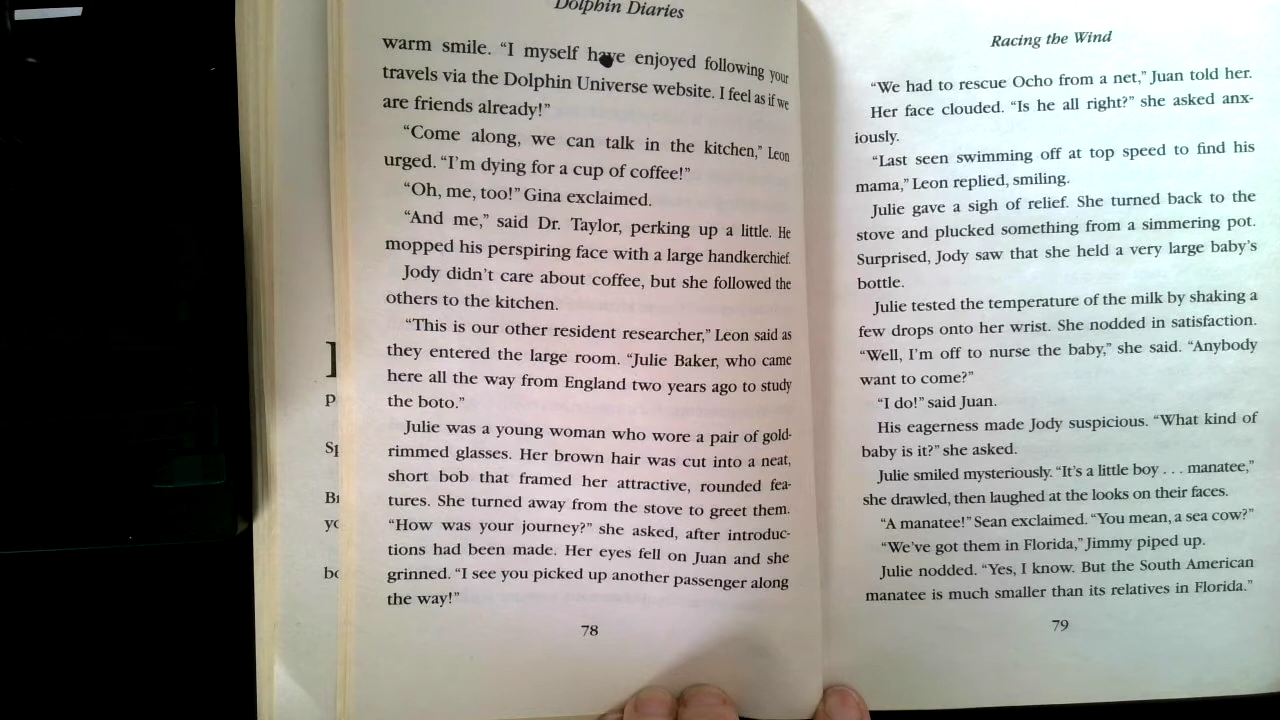 Dolphin Diaries
warm smile. “I myself have enjoyed following your
travels via the Dolphin Universe website. I feel as if we
are friends already!”
“Come along, we can talk in the kitchen,” Leon
urged. “I’m dying for a cup of coffee!”
“Oh, me, too!” Gina exclaimed.
“And me,” said Dr. Taylor, perking up a little. He
mopped his perspiring face with a large handkerchief.
Jody didn’t care about coffee, but she followed the
others to the kitchen.
“This is our other resident researcher,” Leon said as
they entered the large room. “Julie Baker, who came
here all the way from England two years ago to study
the boto.”
Julie was a young woman who wore a pair of gold-
rimmed glasses. Her brown hair was cut into a neat,
short bob that framed her attractive, rounded fea-
tures. She turned away from the stove to greet them.
“How was your journey?” she asked, after introduc-
tions had been made. Her eyes fell on Juan and she
grinned. “I see you picked up another passenger along
the way!”
78
Racing the Wind
“We had to rescue Ocho from a net,” Juan told her.
Her face clouded. “Is he all right?” she asked anx-
iously.
“Last seen swimming off at top speed to find his
mama,” Leon replied, smiling.
Julie gave a sigh of relief. She turned back to the
stove and plucked something from a simmering pot.
Surprised, Jody saw that she held a very large baby’s
bottle.
Julie tested the temperature of the milk by shaking a
few drops onto her wrist. She nodded in satisfaction.
“Well, I’m off to nurse the baby,” she said. “Anybody
want to come?”
“I do!” said Juan.
His eagerness made Jody suspicious. “What kind of
baby is it?” she asked.
Julie smiled mysteriously. “It’s a little boy . . . manatee,”
she drawled, then laughed at the looks on their faces.
“A manatee!” Sean exclaimed. “You mean, a sea cow?”
“We’ve got them in Florida,” Jimmy piped up.
Julie nodded. “Yes, I know. But the South American
manatee is much smaller than its relatives in Florida.”
79